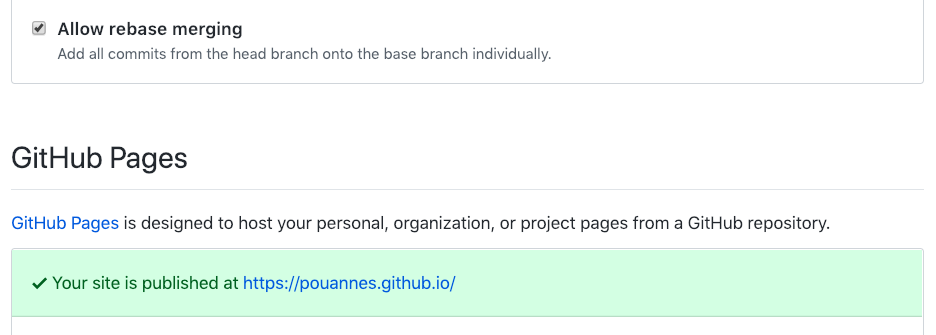 Allow rebase merging
Add all commits from the head branch onto the base branch individually.
GitHub Pages
GitHub Pages is designed to host your personal, organization, or project pages from a GitHub repository.
Your site is published at https://pouannes.github.io/